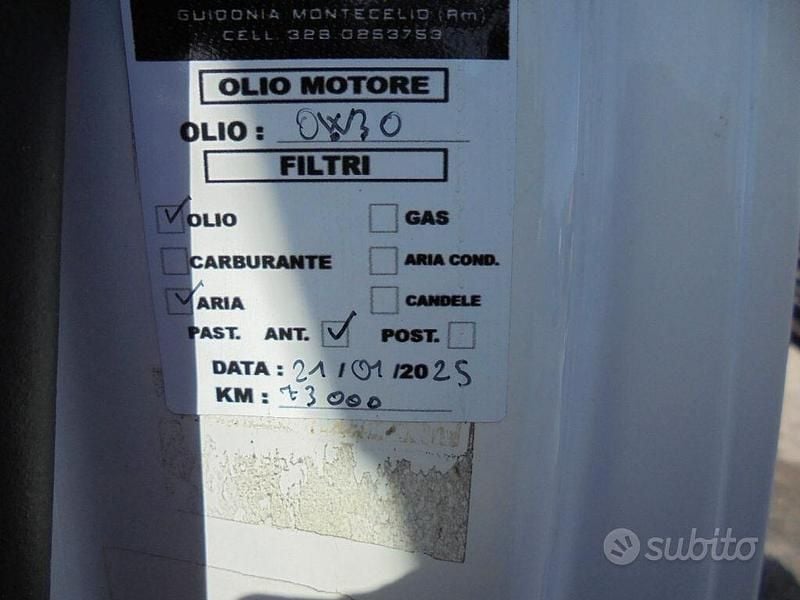 GUIDONIA MONTECELIO (Rm)
CELL. 328 0253753
OLIO MOTORE
OLIO : 0W30
FILTRI
OLIO GAS
CARBURANTE ARIA COND.
ARIA CANDELE
PAST. ANT. POST.
DATA : 21/01/2025
KM : 73000
subito